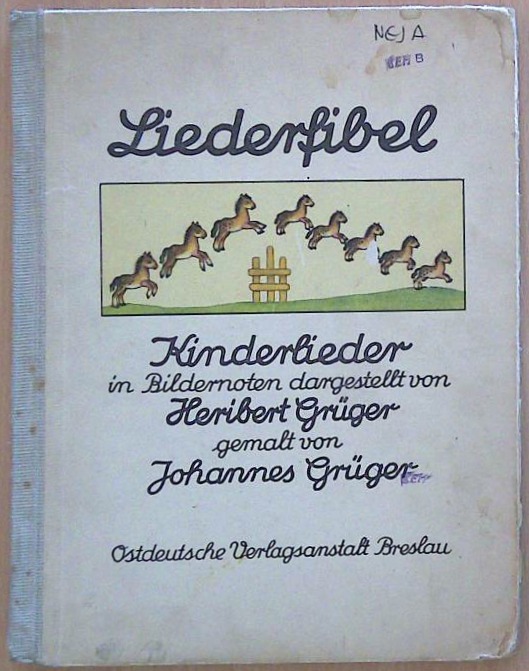 NEJ A
Liederfibel
Kinderlieder
in Bildernoten dargestellt von
Heribert Grüger
gemalt von
Johannes Grüger
Ostdeutsche Verlagsanstalt Breslau